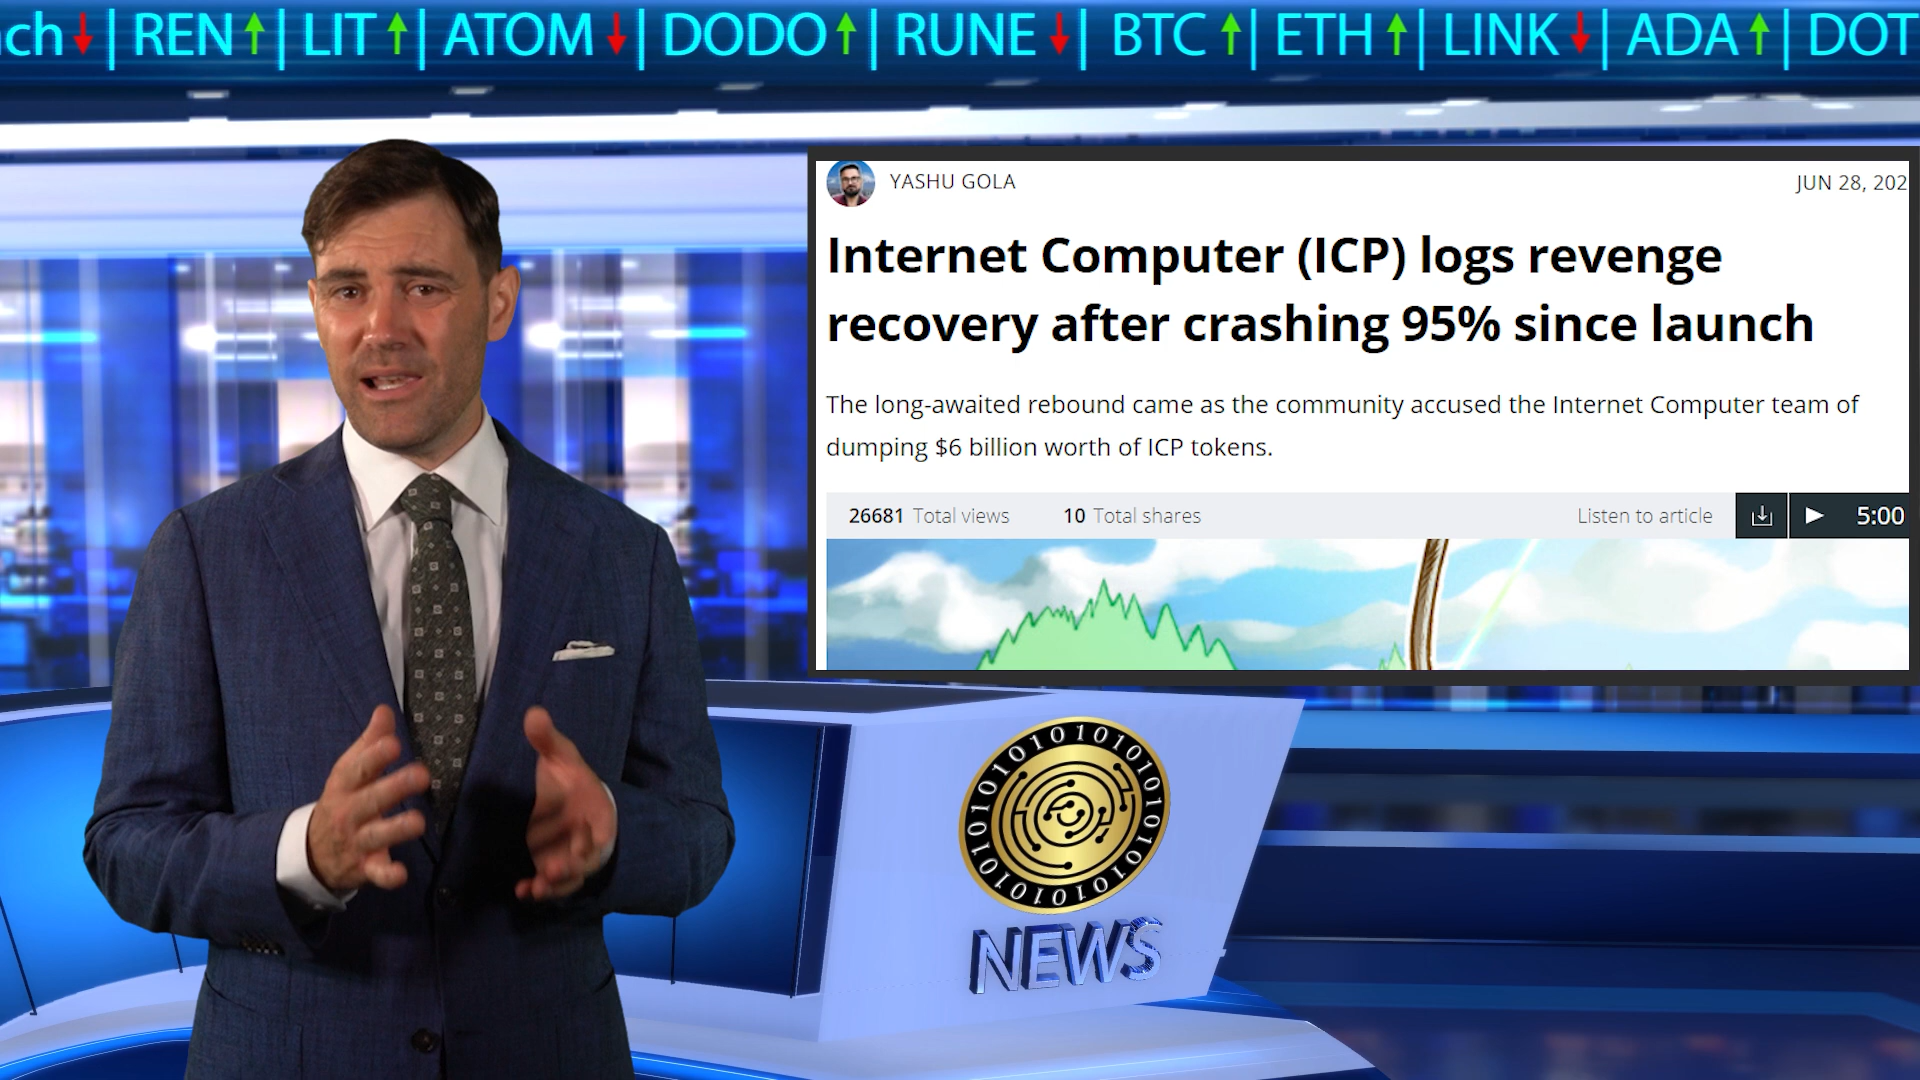 ch | REN | LIT | ATOM | DODO | RUNE | BTC | ETH | LINK | ADA | DOT
YASHU GOLA
JUN 28, 202
Internet Computer (ICP) logs revenge
recovery after crashing 95% since launch
The long-awaited rebound came as the community accused the Internet Computer team of
dumping $6 billion worth of ICP tokens.
26681 Total views 10 Total shares Listen to article 5:00
NEWS